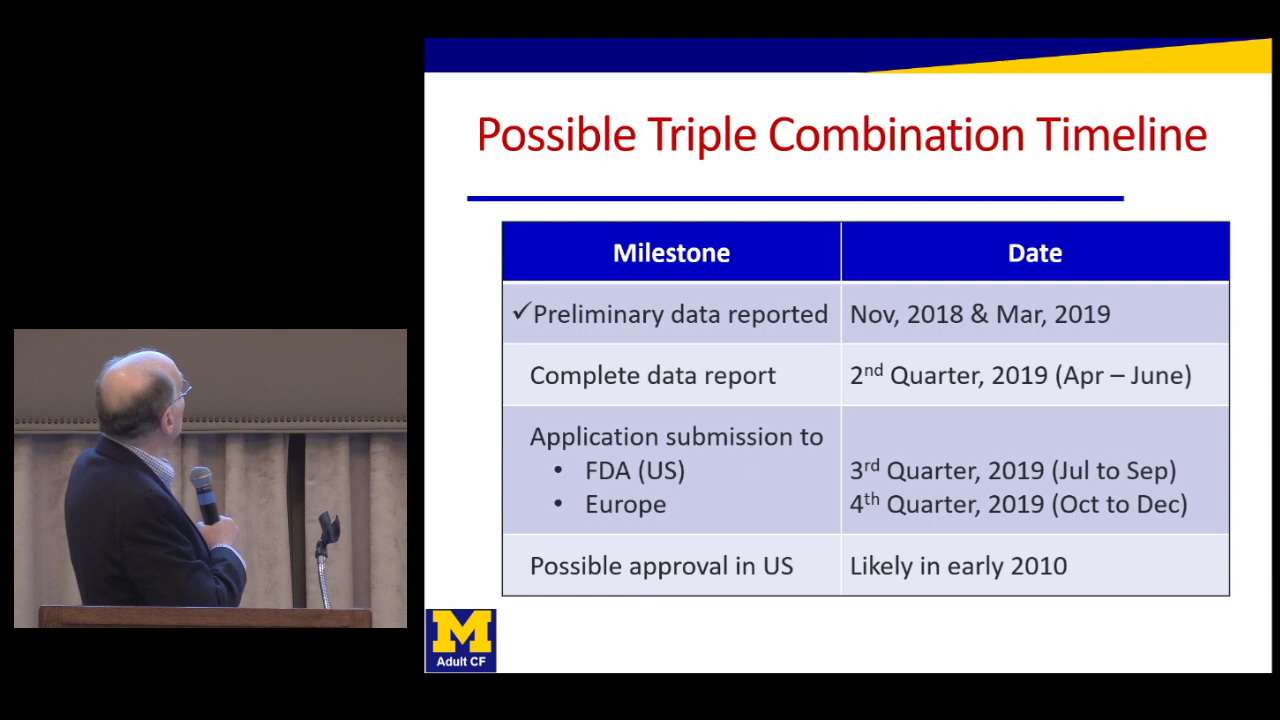 Possible Triple Combination Timeline
Milestone
Date
✓Preliminary data reported
Nov, 2018 & Mar, 2019
Complete data report
2nd Quarter, 2019 (Apr – June)
Application submission to
• FDA (US)
3rd Quarter, 2019 (Jul to Sep)
• Europe
4th Quarter, 2019 (Oct to Dec)
Possible approval in US
Likely in early 2010
M
Adult CF